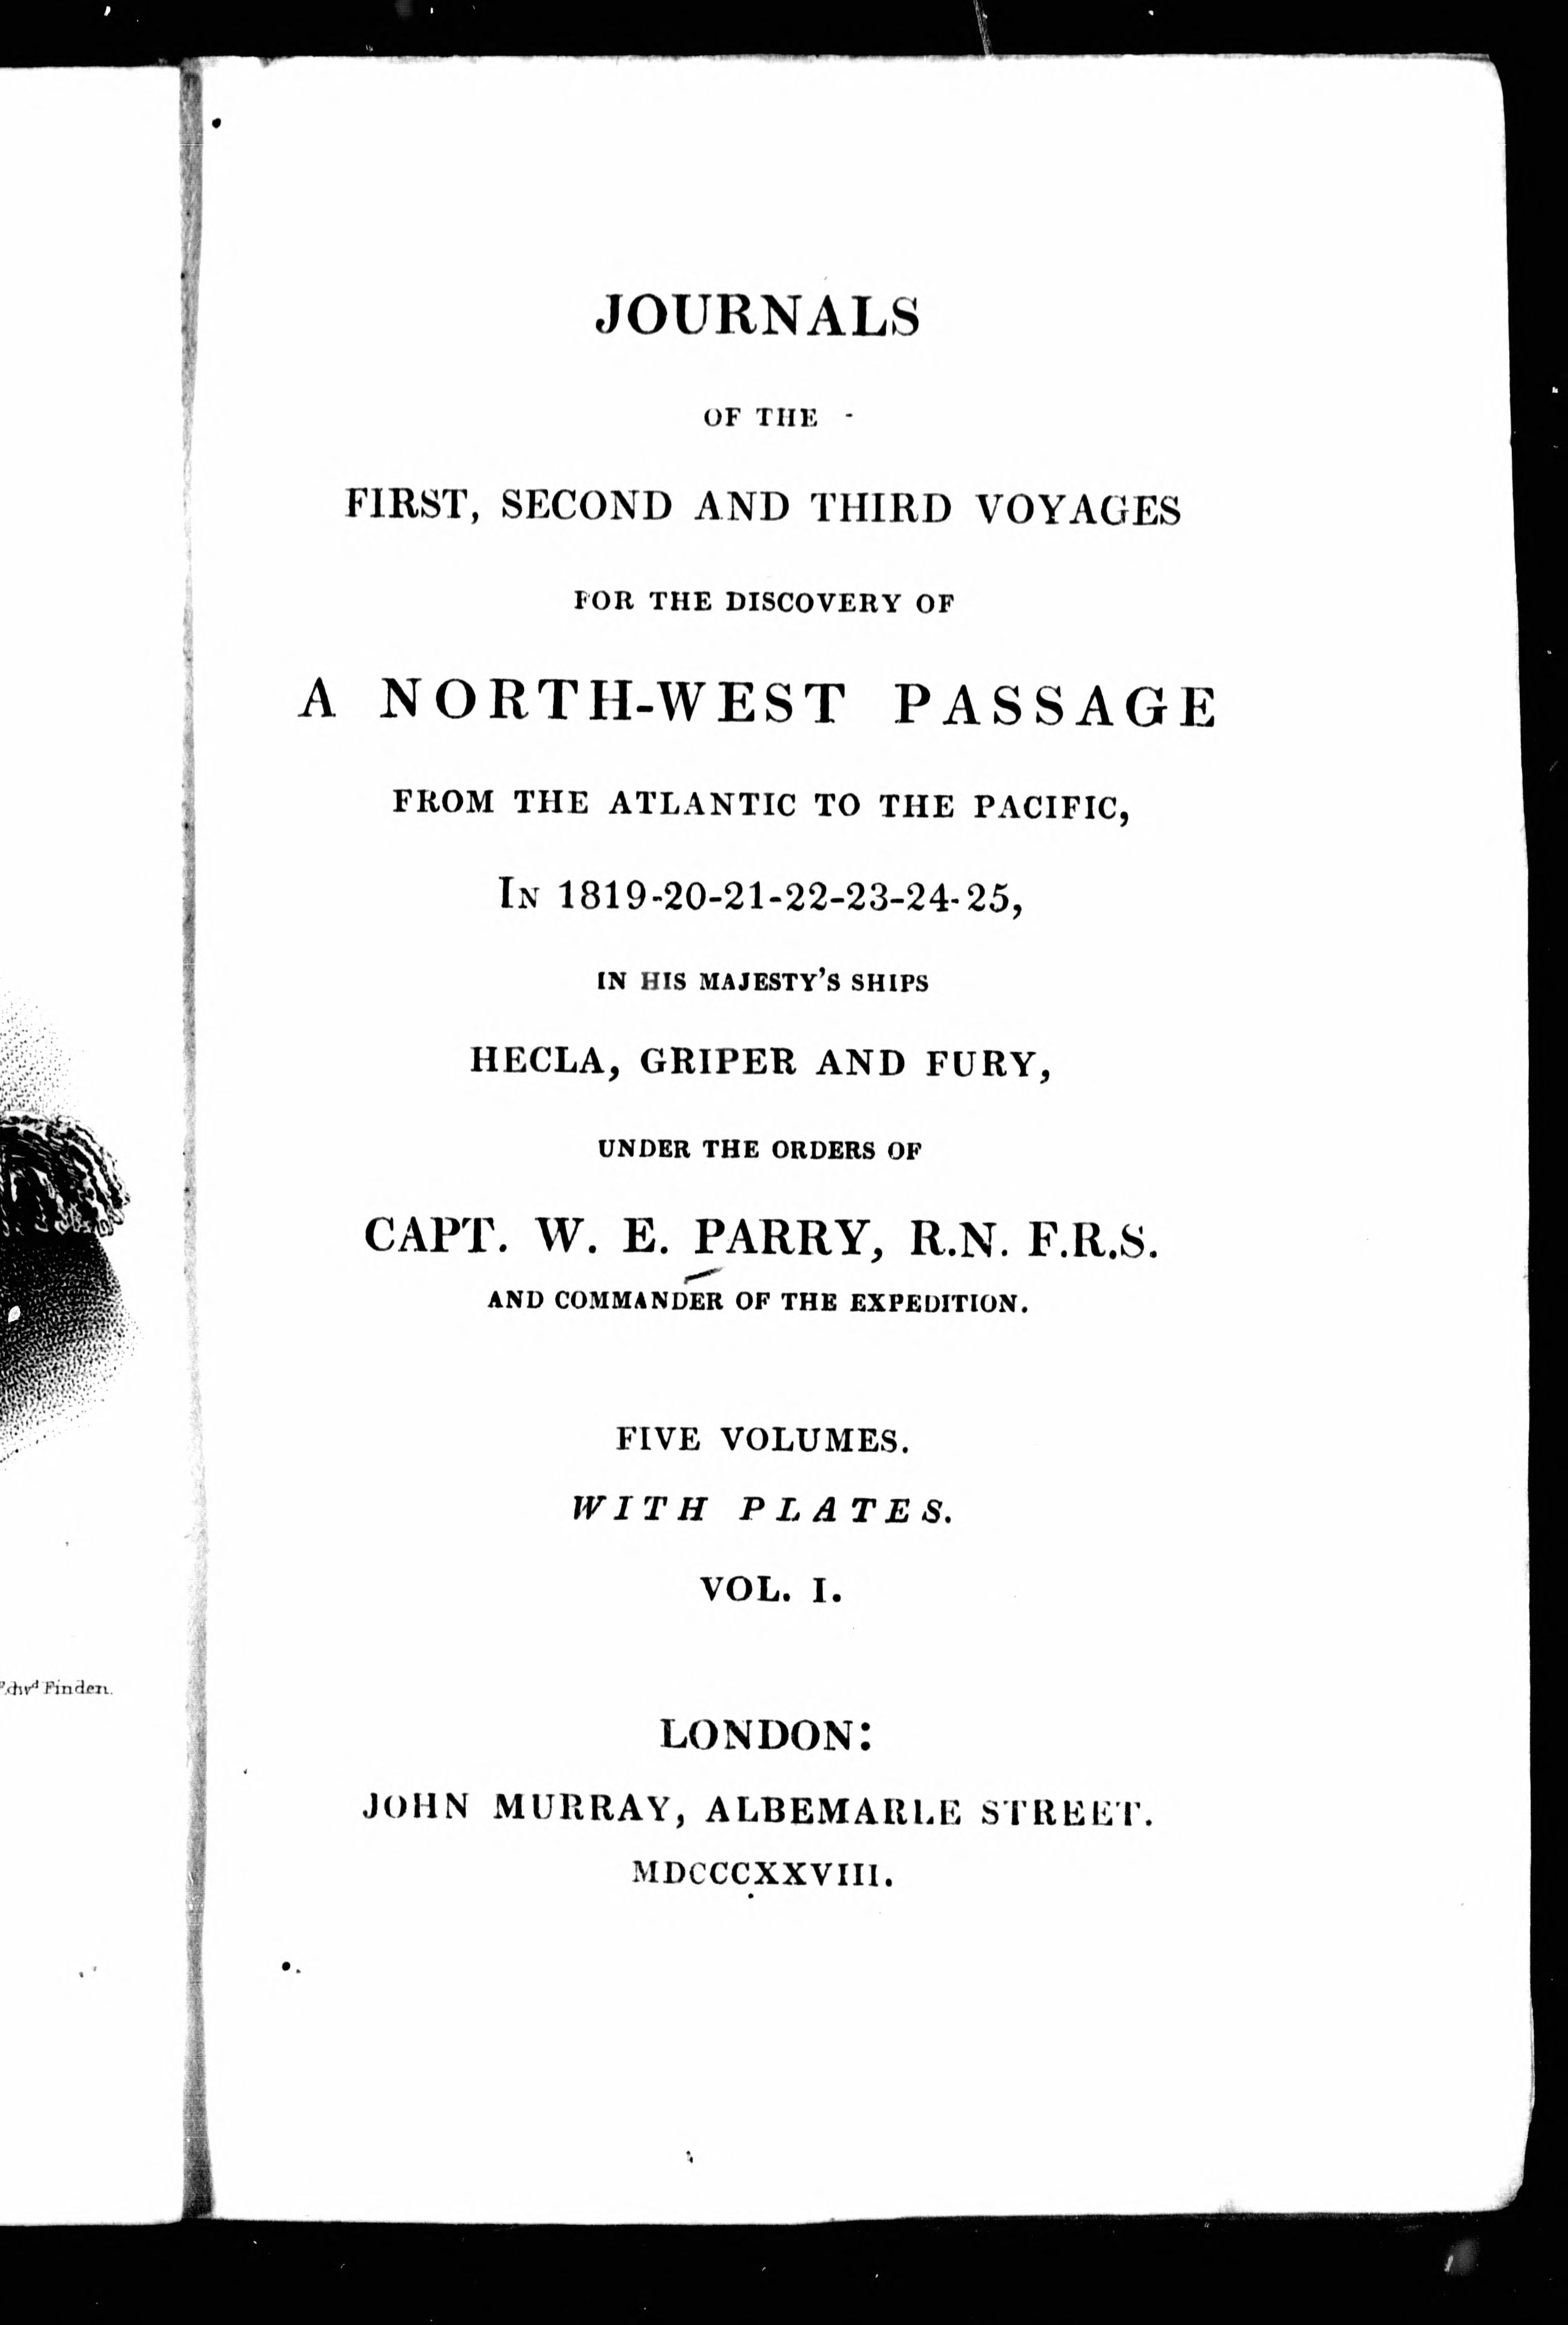 JOURNALS
OF THE
FIRST, SECOND AND THIRD VOYAGES
FOR THE DISCOVERY OF
A NORTH-WEST PASSAGE
FROM THE ATLANTIC TO THE PACIFIC,
IN 1819-20-21-22-23-24-25,
IN HIS MAJESTY'S SHIPS
HECLA, GRIPER AND FURY,
UNDER THE ORDERS OF
CAPT. W. E. PARRY, R.N. F.R.S.
AND COMMANDER OF THE EXPEDITION.
FIVE VOLUMES.
WITH PLATES.
VOL. I.
Finden.
LONDON:
JOHN MURRAY, ALBEMARLE STREET.
MDCCCXXVIII.